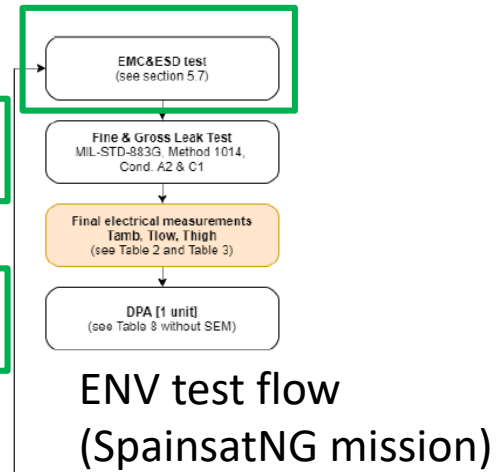 EMC&ESD test
(see section 5.7)
Fine & Gross Leak Test
MIL-STD-883G, Method 1014,
Cond. A2 & C1
Final electrical measurements
Tamb, Tlow, Thigh
(see Table 2 and Table 3)
DPA [1 unit]
(see Table 8 without SEM)
ENV test flow
(SpainsatNG mission)